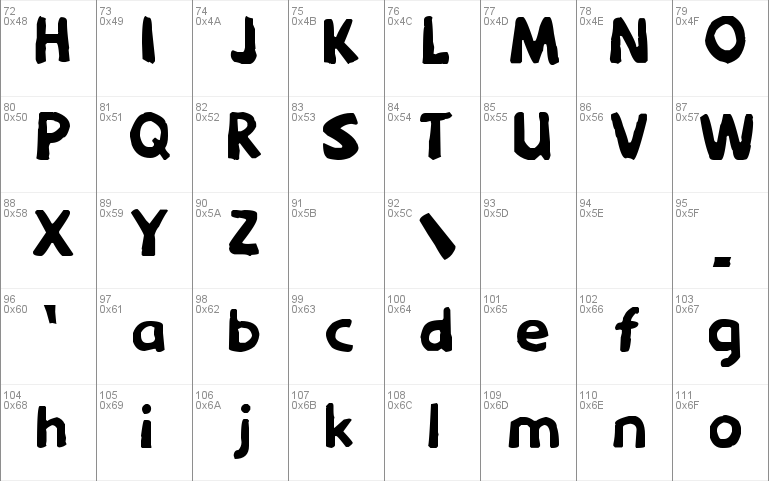 72 73 74 75 76 77 78 79
0x48 0x49 0x4A 0x4B 0x4C 0x4D 0x4E 0x4F
H I J K L M N O
80 81 82 83 84 85 86 87
0x50 0x51 0x52 0x53 0x54 0x55 0x56 0x57
P Q R S T U V W
88 89 90 91 92 93 94 95
0x58 0x59 0x5A 0x5B 0x5C 0x5D 0x5E 0x5F
X Y Z \ _
96 97 98 99 100 101 102 103
0x60 0x61 0x62 0x63 0x64 0x65 0x66 0x67
` a b c d e f g
104 105 106 107 108 109 110 111
0x68 0x69 0x6A 0x6B 0x6C 0x6D 0x6E 0x6F
h i j k l m n o